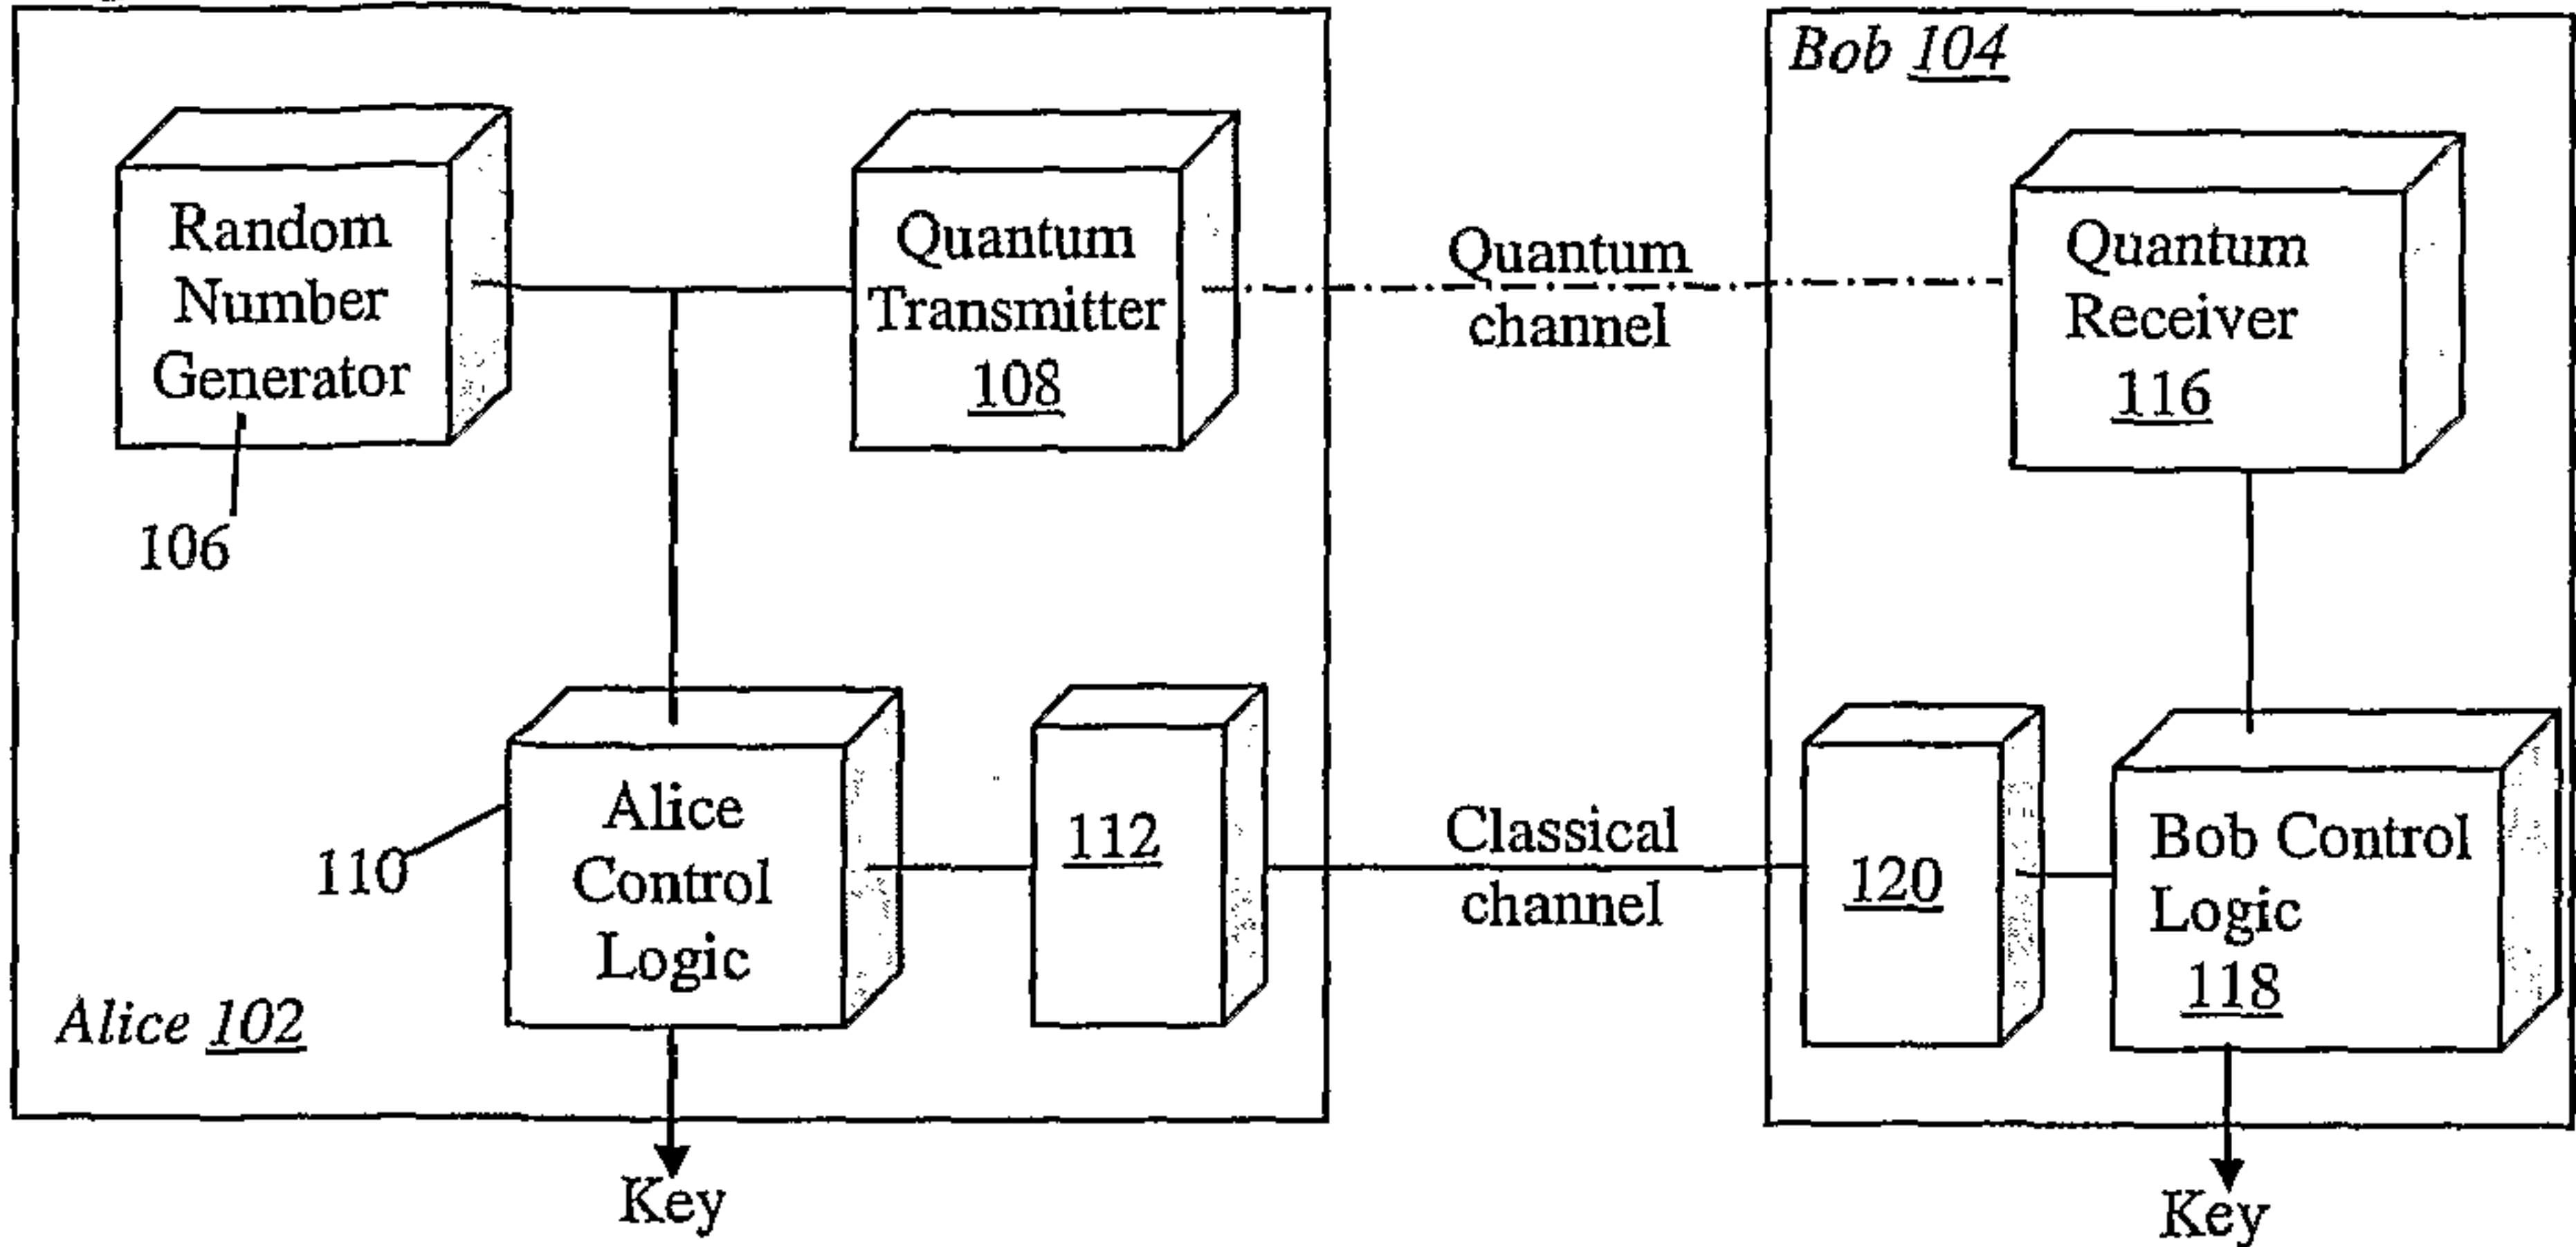 Bob 104
Random
Number
Generator
106
Quantum
Transmitter
108
Quantum
channel
Quantum
Receiver
116
Alice
Control
Logic
110
112
Classical
channel
120
Bob Control
Logic
118
Alice 102
Key
Key